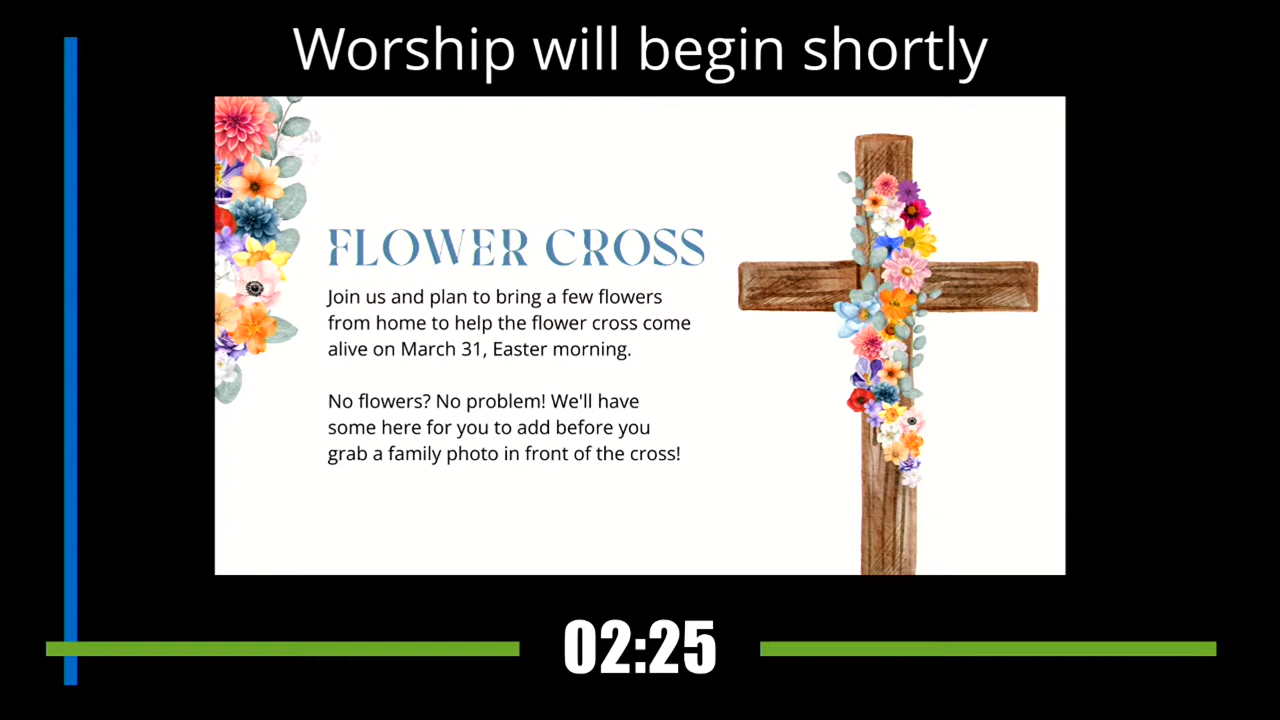 Worship will begin shortly
FLOWER CROSS
Join us and plan to bring a few flowers
from home to help the flower cross come
alive on March 31, Easter morning.
No flowers? No problem! We'll have
some here for you to add before you
grab a family photo in front of the cross!
02:25